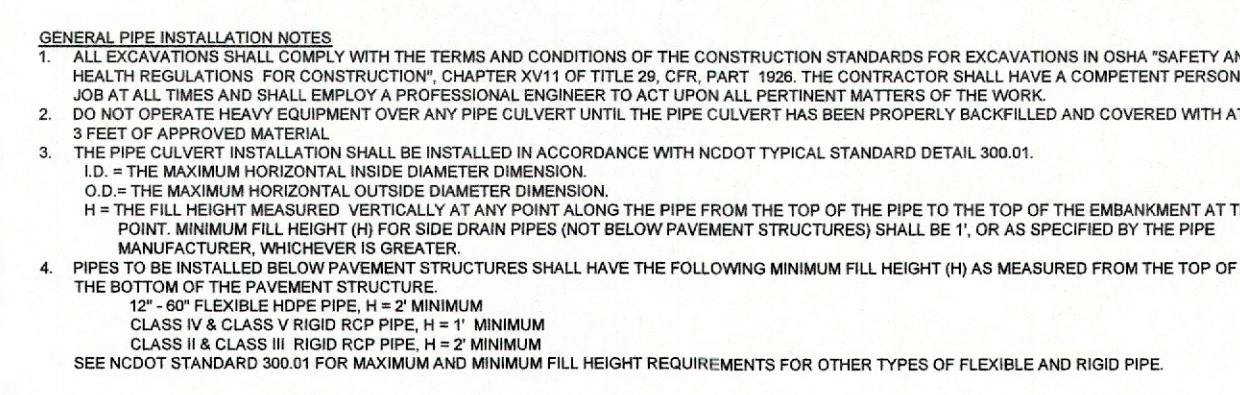 GENERAL PIPE INSTALLATION NOTES
1. ALL EXCAVATIONS SHALL COMPLY WITH THE TERMS AND CONDITIONS OF THE CONSTRUCTION STANDARDS FOR EXCAVATIONS IN OSHA "SAFETY
HEALTH REGULATIONS FOR CONSTRUCTION", CHAPTER XV11 OF TITLE 29, CFR, PART 1926. THE CONTRACTOR SHALL HAVE A COMPETENT PERSON
JOB AT ALL TIMES AND SHALL EMPLOY A PROFESSIONAL ENGINEER TO ACT UPON ALL PERTINENT MATTERS OF THE WORK.
2. DO NOT OPERATE HEAVY EQUIPMENT OVER ANY PIPE CULVERT UNTIL THE PIPE CULVERT HAS BEEN PROPERLY BACKFILLED AND COVERED WITH AT
3 FEET OF APPROVED MATERIAL
3. THE PIPE CULVERT INSTALLATION SHALL BE INSTALLED IN ACCORDANCE WITH NCDOT TYPICAL STANDARD DETAIL 300.01.
I.D. = THE MAXIMUM HORIZONTAL INSIDE DIAMETER DIMENSION.
O.D.= THE MAXIMUM HORIZONTAL OUTSIDE DIAMETER DIMENSION.
H = THE FILL HEIGHT MEASURED VERTICALLY AT ANY POINT ALONG THE PIPE FROM THE TOP OF THE PIPE TO THE TOP OF THE EMBANKMENT AT
POINT. MINIMUM FILL HEIGHT (H) FOR SIDE DRAIN PIPES (NOT BELOW PAVEMENT STRUCTURES) SHALL BE 1', OR AS SPECIFIED BY THE PIPE
MANUFACTURER, WHICHEVER IS GREATER.
4. PIPES TO BE INSTALLED BELOW PAVEMENT STRUCTURES SHALL HAVE THE FOLLOWING MINIMUM FILL HEIGHT (H) AS MEASURED FROM THE TOP OF
THE BOTTOM OF THE PAVEMENT STRUCTURE.
12" - 60" FLEXIBLE HDPE PIPE, H = 2' MINIMUM
CLASS IV & CLASS V RIGID RCP PIPE, H = 1' MINIMUM
CLASS II & CLASS III RIGID RCP PIPE, H = 2' MINIMUM
SEE NCDOT STANDARD 300.01 FOR MAXIMUM AND MINIMUM FILL HEIGHT REQUIREMENTS FOR OTHER TYPES OF FLEXIBLE AND RIGID PIPE.